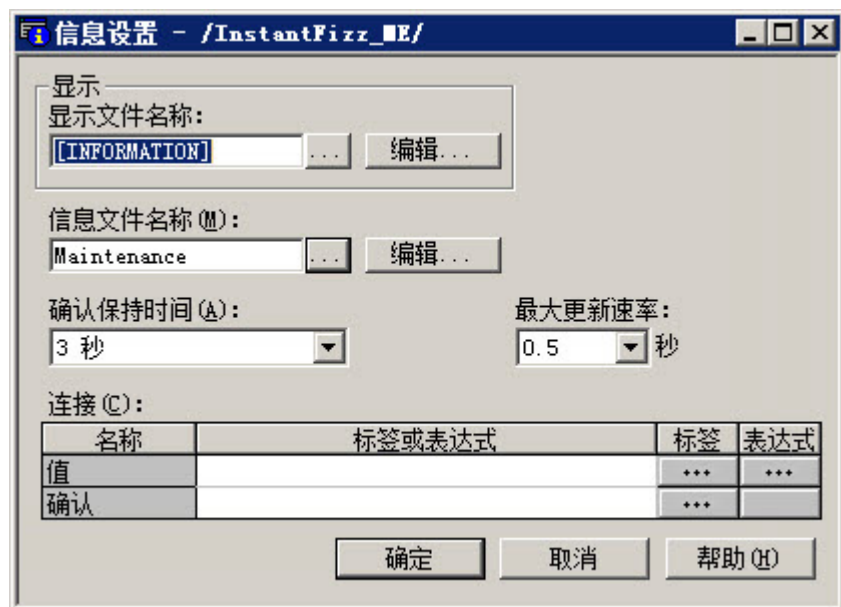 信息设置 - /InstantFizz_ME/
显示
显示文件名称:
[INFORMATION] ... 编辑...
信息文件名称(M):
Maintenance ... 编辑...
确认保持时间(A): 最大更新速率:
3 秒 0.5 秒
连接(C):
名称 标签或表达式 标签 表达式
值 ... ...
确认 ...
确定 取消 帮助(H)